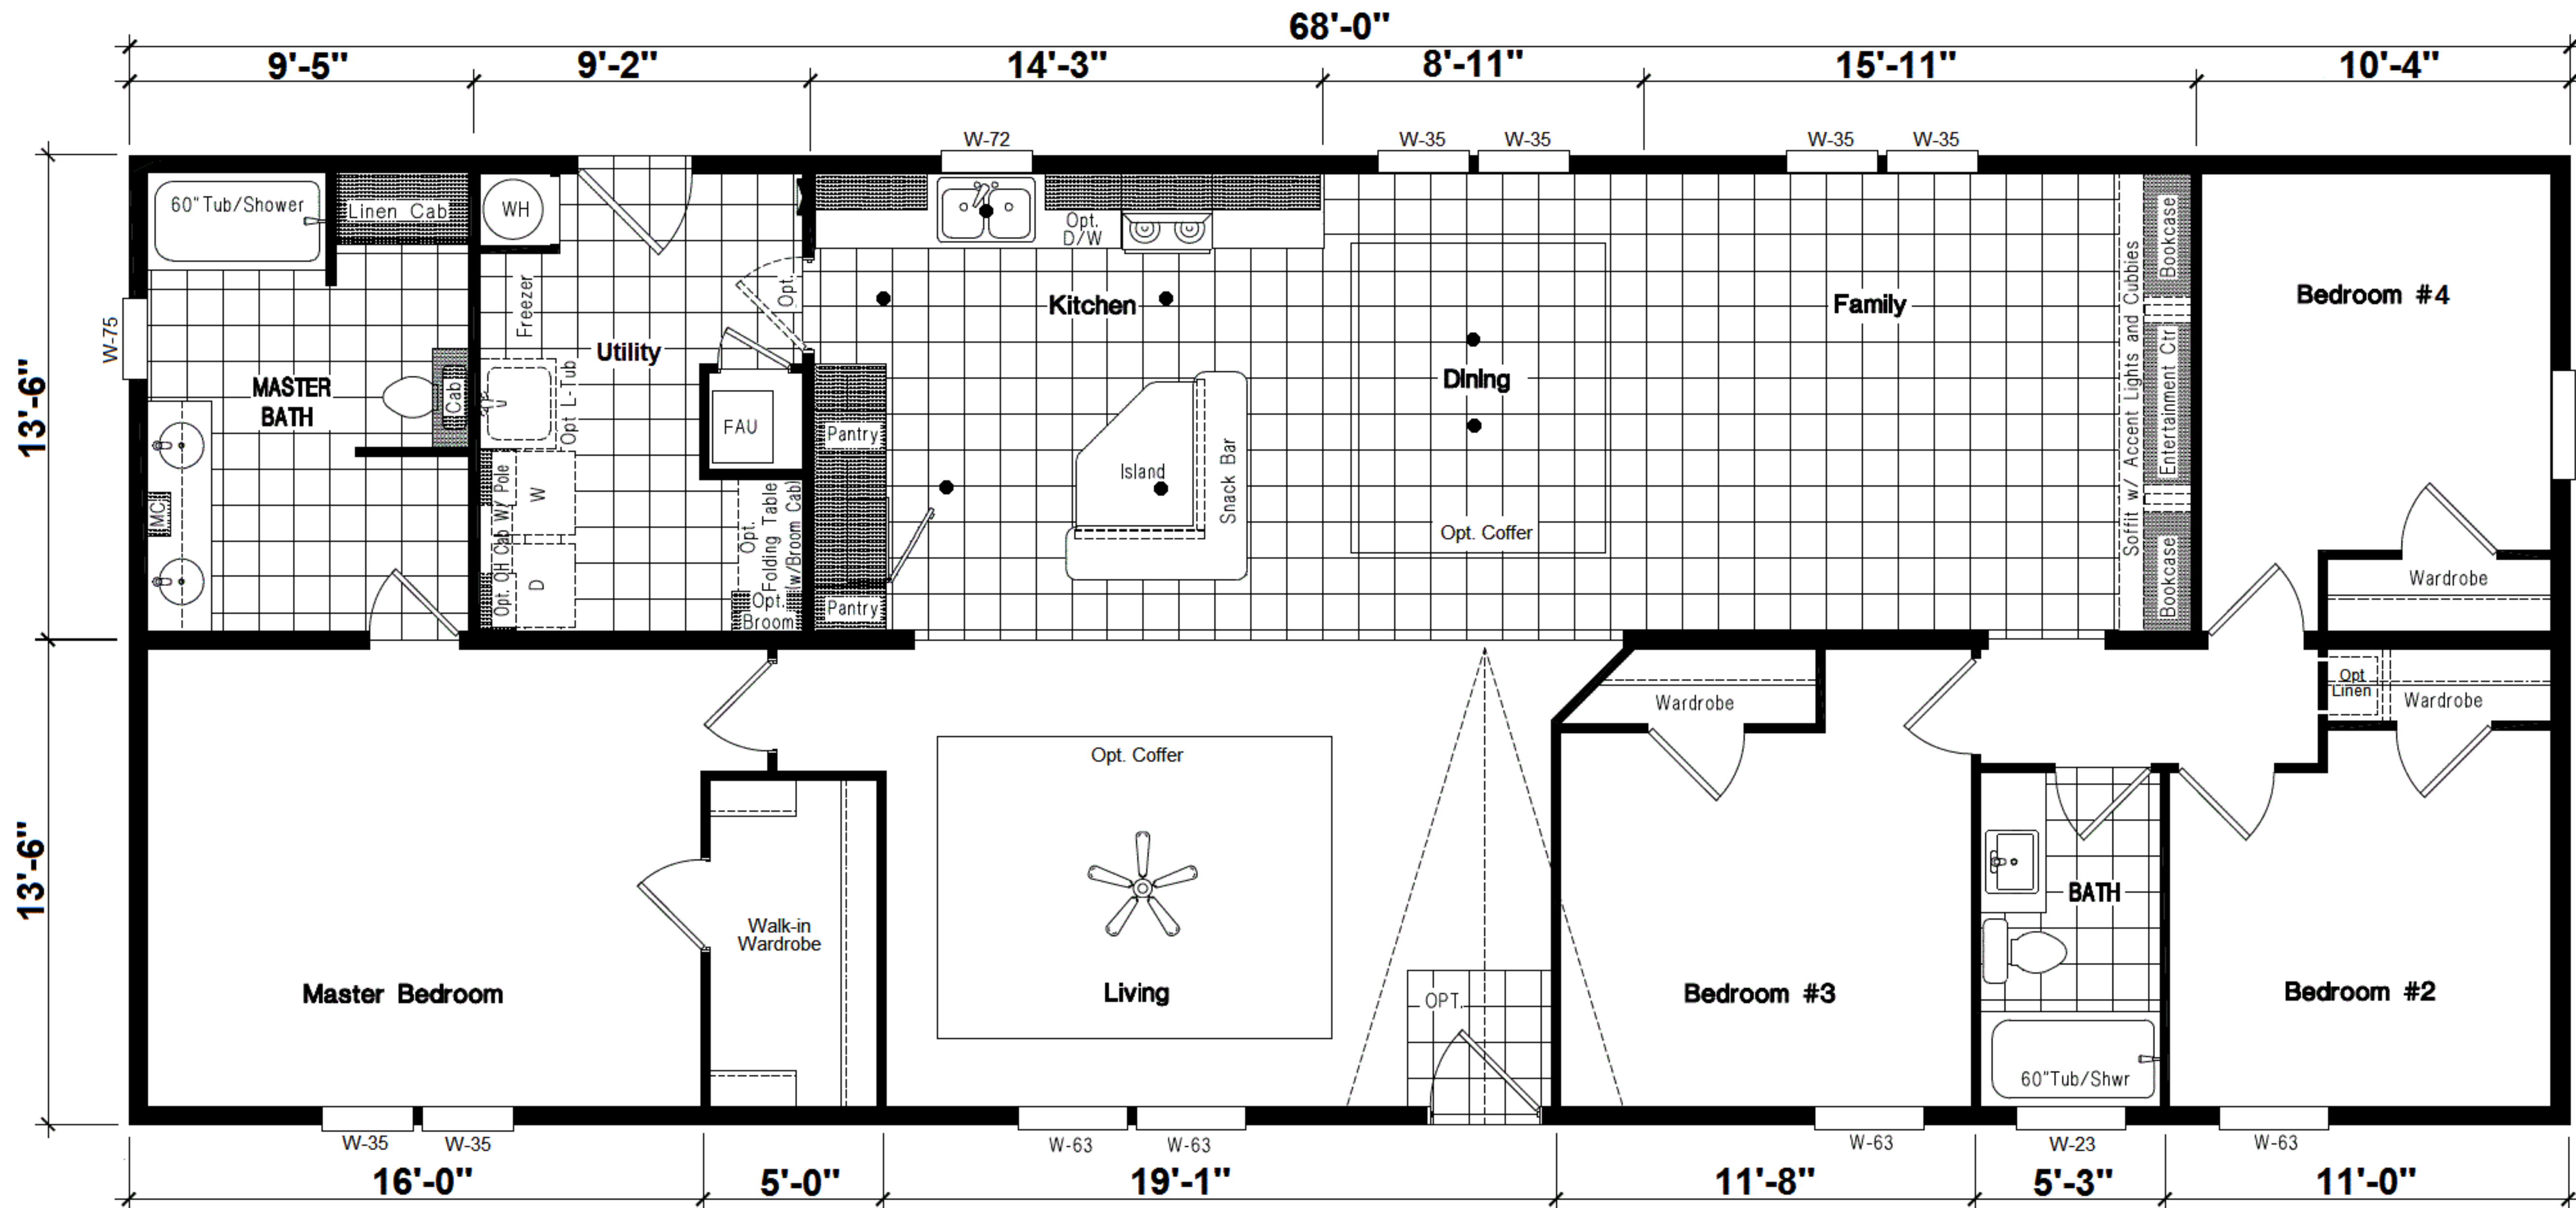 68'-0"
9'-5"
9'-2"
14'-3"
8'-11"
15'-11"
10'-4"
W-72
W-35
W-35
W-35
W-35
13'-6"
13'-6"
W-75
60"Tub/Shower
Linen Cab
MASTER
BATH
Cab
MC
WH
Freezer
Utility
Opt L-Tub
Opt.
FAU
W
D
Opt. OH Cab W/ Pole
Opt.
Folding Table
(w/Broom Cab)
Opt.
Broom
Pantry
Pantry
Opt.
D/W
Kitchen
Island
Snack Bar
Dining
Opt. Coffer
Family
Soffit w/ Accent Lights and Cubbies
Bookcase
Entertainment Ctr
Bookcase
Bedroom #4
Wardrobe
Opt
Linen
Wardrobe
Wardrobe
Opt. Coffer
Walk-in
Wardrobe
Master Bedroom
Living
OPT.
Bedroom #3
BATH
60"Tub/Shwr
Bedroom #2
W-35
W-35
W-63
W-63
W-63
W-23
W-63
16'-0"
5'-0"
19'-1"
11'-8"
5'-3"
11'-0"